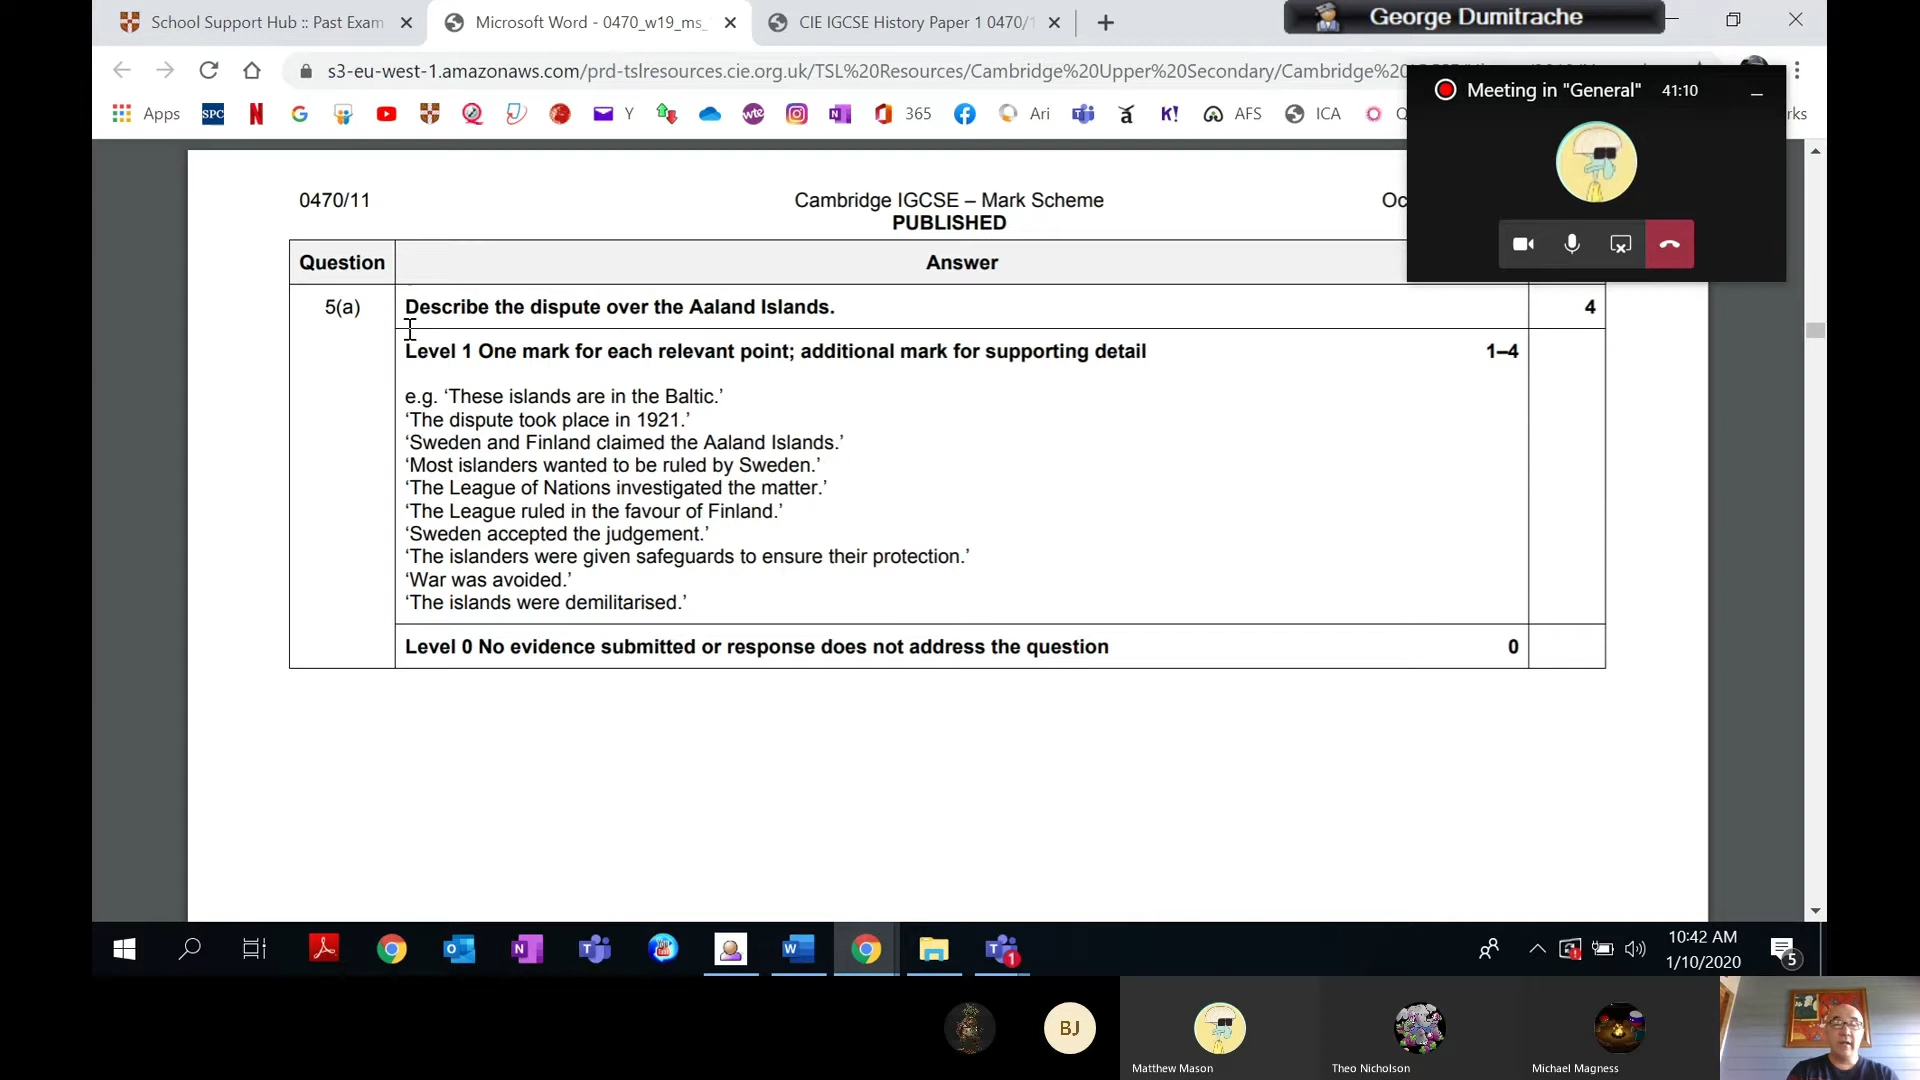 School Support Hub :: Past Exam
Microsoft Word - 0470_w19_ms_
CIE IGCSE History Paper 1 0470/1
George Dumitrache
s3-eu-west-1.amazonaws.com/prd-tslresources.cie.org.uk/TSL%20Resources/Cambridge%20Upper%20Secondary/Cambridge%20
Meeting in "General" 41:10
Apps
SPC
Y
wte
365
Ari
K!
AFS
ICA
rks
0470/11
Cambridge IGCSE – Mark Scheme
Oc
PUBLISHED
Question
Answer
5(a)
Describe the dispute over the Aaland Islands.
4
Level 1 One mark for each relevant point; additional mark for supporting detail
1–4
e.g. ‘These islands are in the Baltic.’
‘The dispute took place in 1921.’
‘Sweden and Finland claimed the Aaland Islands.’
‘Most islanders wanted to be ruled by Sweden.’
‘The League of Nations investigated the matter.’
‘The League ruled in the favour of Finland.’
‘Sweden accepted the judgement.’
‘The islanders were given safeguards to ensure their protection.’
‘War was avoided.’
‘The islands were demilitarised.’
Level 0 No evidence submitted or response does not address the question
0
10:42 AM
1/10/2020
5
1
BJ
Matthew Mason
Theo Nicholson
Michael Magness